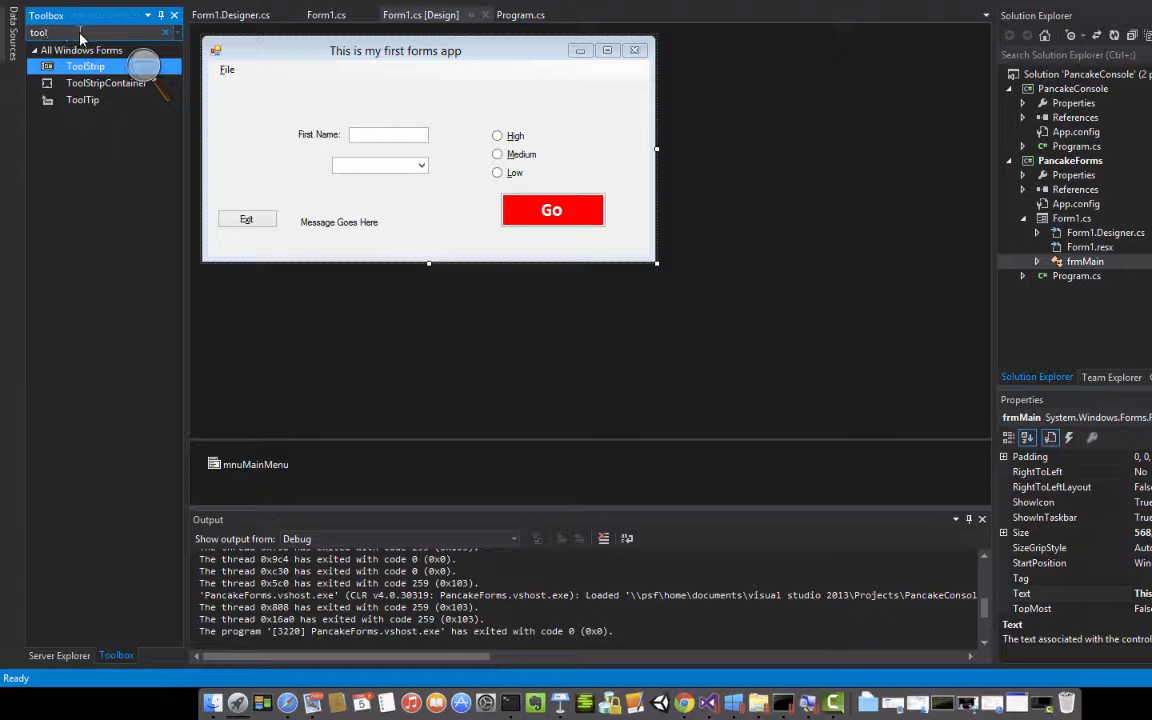 Data Sources
Toolbox
tool
All Windows Forms
ToolStrip
ToolStripContainer
ToolTip
Server Explorer
Toolbox
Form1.Designer.cs
Form1.cs
Form1.cs [Design]
Program.cs
This is my first forms app
File
First Name:
High
Medium
Low
Go
Exit
Message Goes Here
mnuMainMenu
Output
Show output from:
Debug
The thread 0x9c4 has exited with code 0 (0x0).
The thread 0xc30 has exited with code 0 (0x0).
The thread 0x5c0 has exited with code 259 (0x103).
'PancakeForms.vshost.exe' (CLR v4.0.30319: PancakeForms.vshost.exe): Loaded '\\psf\home\documents\visual studio 2013\Projects\PancakeConsol
The thread 0x808 has exited with code 259 (0x103).
The thread 0x16a0 has exited with code 259 (0x103).
The program '[3220] PancakeForms.vshost.exe' has exited with code 0 (0x0).
Solution Explorer
Search Solution Explorer (Ctrl+;)
Solution 'PancakeConsole' (2 p
PancakeConsole
Properties
References
App.config
Program.cs
PancakeForms
Properties
References
App.config
Form1.cs
Form1.Designer.cs
Form1.resx
frmMain
Program.cs
Solution Explorer
Team Explorer
C
Properties
frmMain System.Windows.Forms.F
Padding 0, 0,
RightToLeft No
RightToLeftLayout False
ShowIcon True
ShowInTaskbar True
Size 568,
SizeGripStyle Auto
StartPosition Win
Tag
Text This
TopMost False
Text
The text associated with the control
Ready